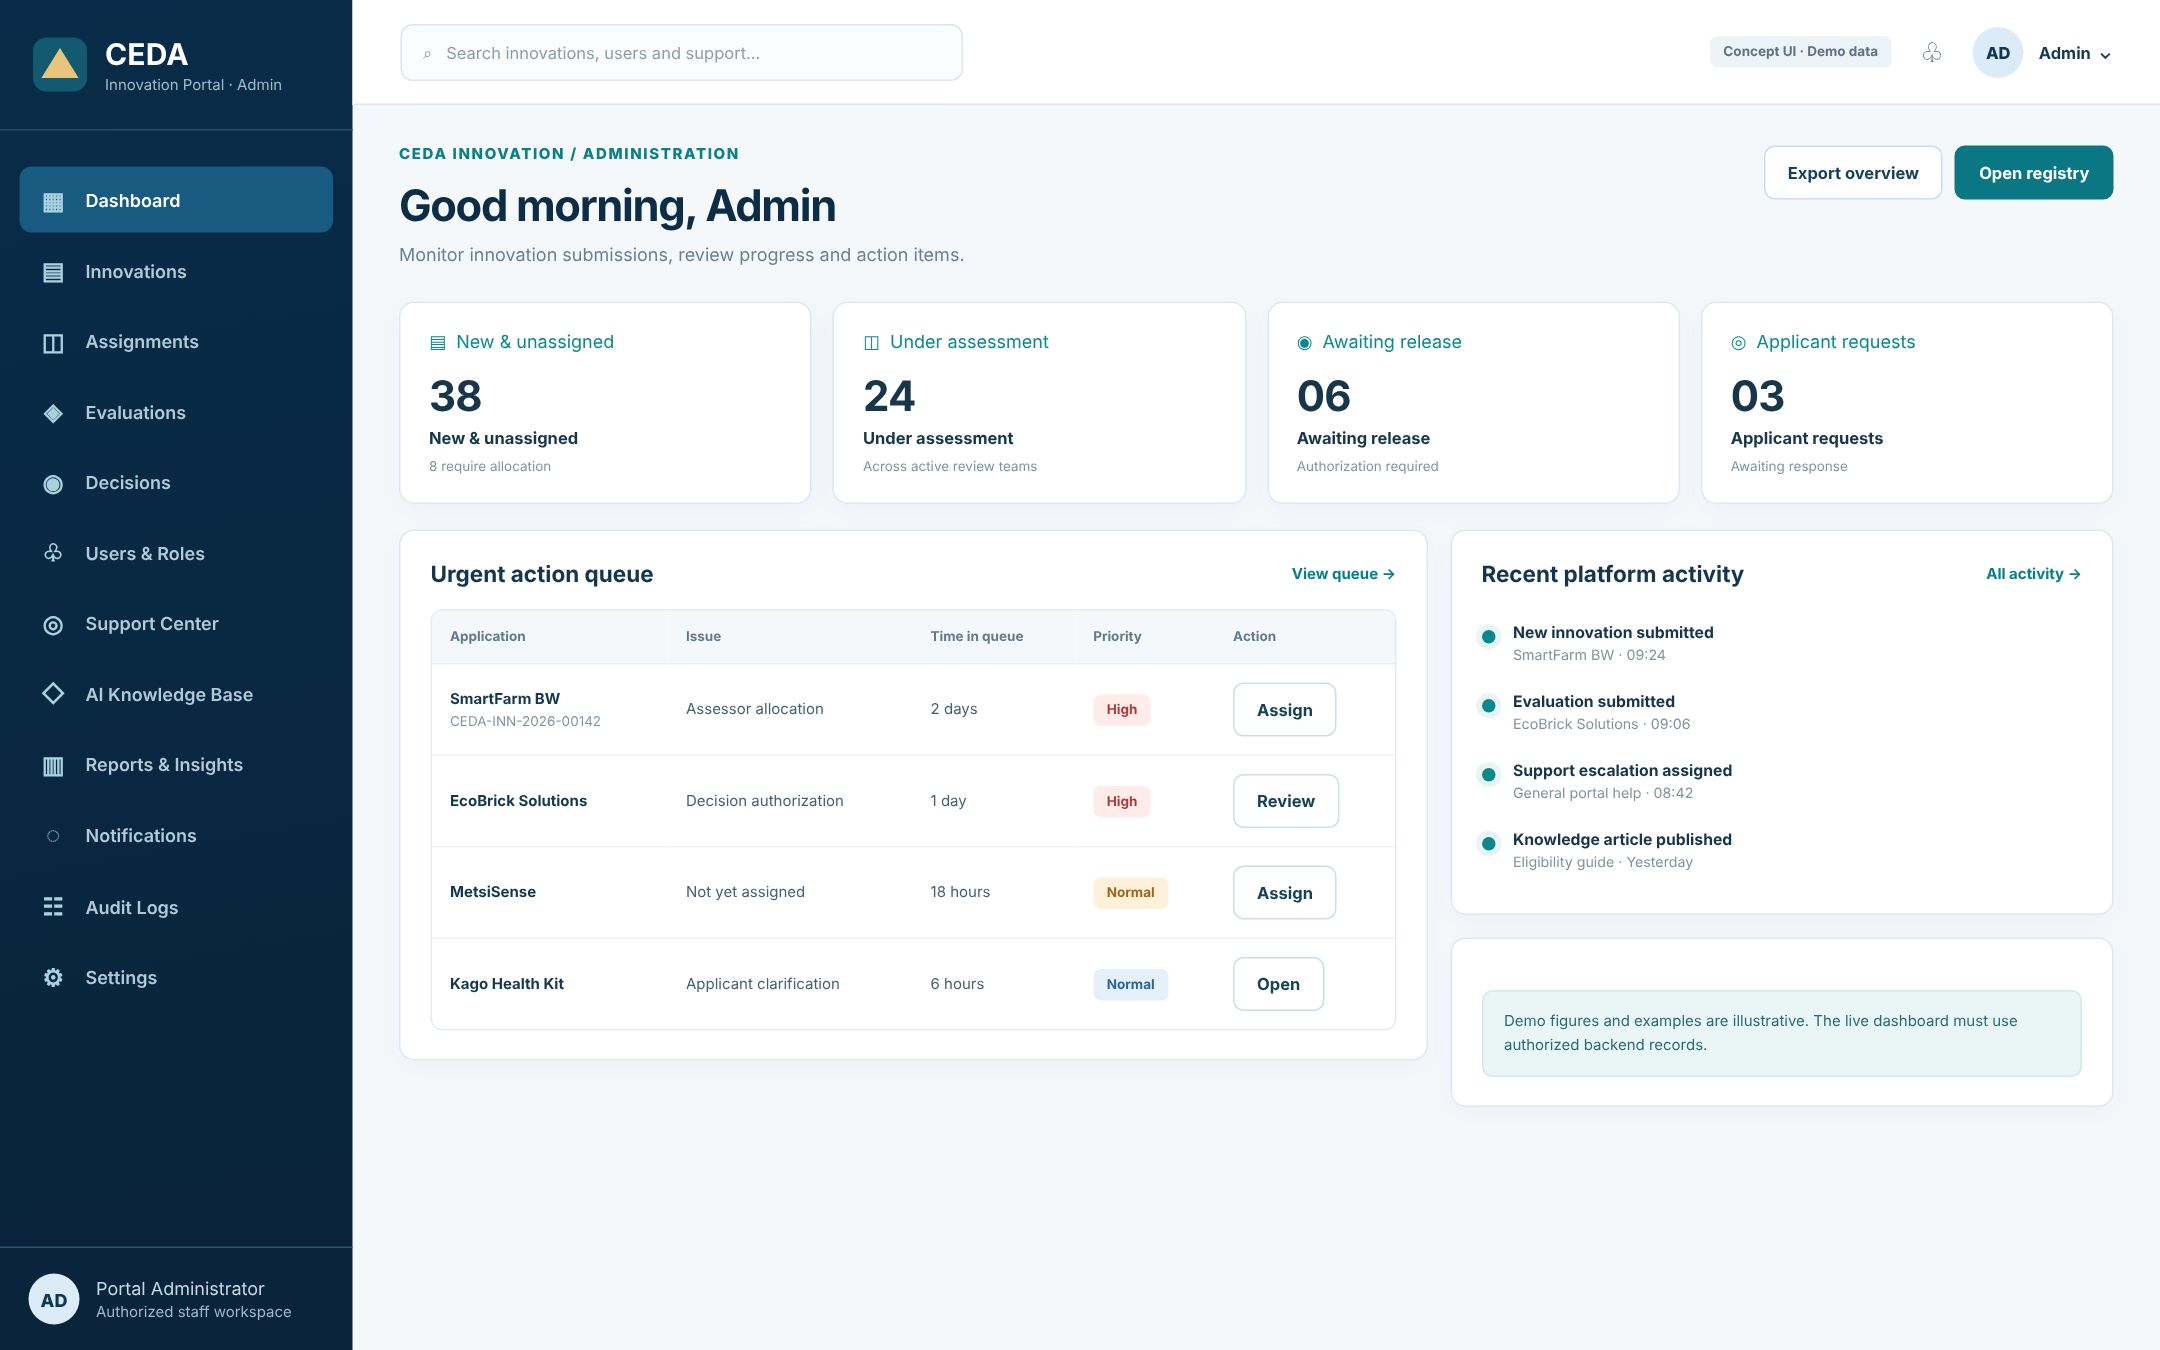 CEDA
Innovation Portal · Admin
Dashboard
Innovations
Assignments
Evaluations
Decisions
Users & Roles
Support Center
AI Knowledge Base
Reports & Insights
Notifications
Audit Logs
Settings
AD
Portal Administrator
Authorized staff workspace
Search innovations, users and support...
Concept UI · Demo data
AD
Admin
CEDA INNOVATION / ADMINISTRATION
Good morning, Admin
Monitor innovation submissions, review progress and action items.
Export overview
Open registry
New & unassigned
38
New & unassigned
8 require allocation
Under assessment
24
Under assessment
Across active review teams
Awaiting release
06
Awaiting release
Authorization required
Applicant requests
03
Applicant requests
Awaiting response
Urgent action queue
View queue →
Application Issue Time in queue Priority Action
SmartFarm BW
CEDA-INN-2026-00142
Assessor allocation 2 days High Assign
EcoBrick Solutions Decision authorization 1 day High Review
MetsiSense Not yet assigned 18 hours Normal Assign
Kago Health Kit Applicant clarification 6 hours Normal Open
Recent platform activity
All activity →
New innovation submitted
SmartFarm BW · 09:24
Evaluation submitted
EcoBrick Solutions · 09:06
Support escalation assigned
General portal help · 08:42
Knowledge article published
Eligibility guide · Yesterday
Demo figures and examples are illustrative. The live dashboard must use
authorized backend records.